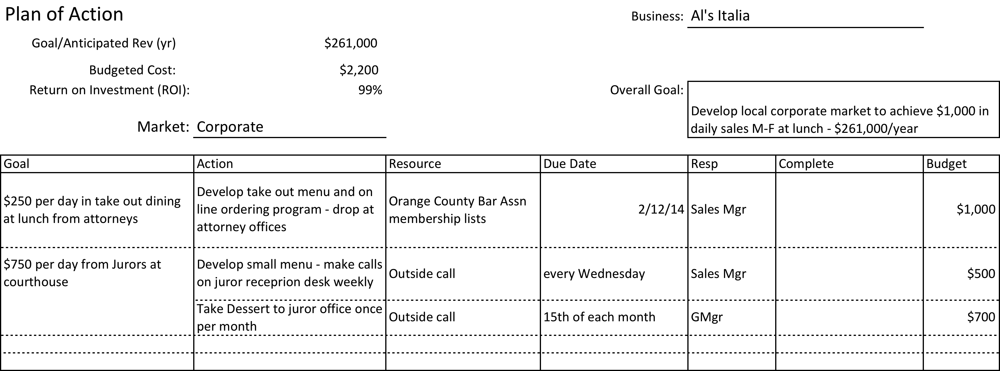 Plan of Action
Business: Al's Italia
Goal/Anticipated Rev (yr) $261,000
Budgeted Cost: $2,200
Return on Investment (ROI): 99%
Overall Goal:
Develop local corporate market to achieve $1,000 in
daily sales M-F at lunch - $261,000/year
Market: Corporate
Goal Action Resource Due Date Resp Complete Budget
$250 per day in take out dining
at lunch from attorneys
Develop take out menu and on
line ordering program - drop at
attorney offices
Orange County Bar Assn
membership lists
2/12/14
Sales Mgr
$1,000
$750 per day from Jurors at
courthouse
Develop small menu - make calls
on juror receprion desk weekly
Outside call
every Wednesday
Sales Mgr
$500
Take Dessert to juror office once
per month
Outside call
15th of each month
GMgr
$700